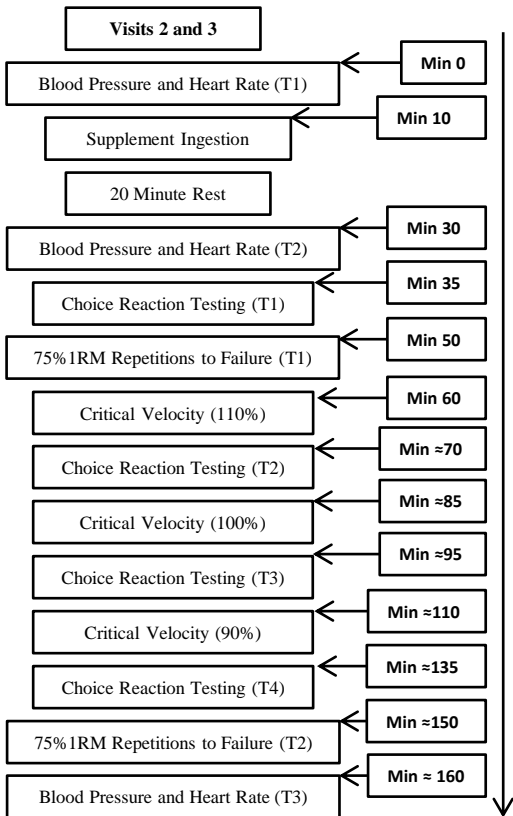 Visits 2 and 3
Min 0
Blood Pressure and Heart Rate (T1)
Min 10
Supplement Ingestion
20 Minute Rest
Min 30
Blood Pressure and Heart Rate (T2)
Min 35
Choice Reaction Testing (T1)
Min 50
75%1RM Repetitions to Failure (T1)
Min 60
Critical Velocity (110%)
Min ≈70
Choice Reaction Testing (T2)
Min ≈85
Critical Velocity (100%)
Min ≈95
Choice Reaction Testing (T3)
Min ≈110
Critical Velocity (90%)
Min ≈135
Choice Reaction Testing (T4)
Min ≈150
75%1RM Repetitions to Failure (T2)
Min ≈ 160
Blood Pressure and Heart Rate (T3)